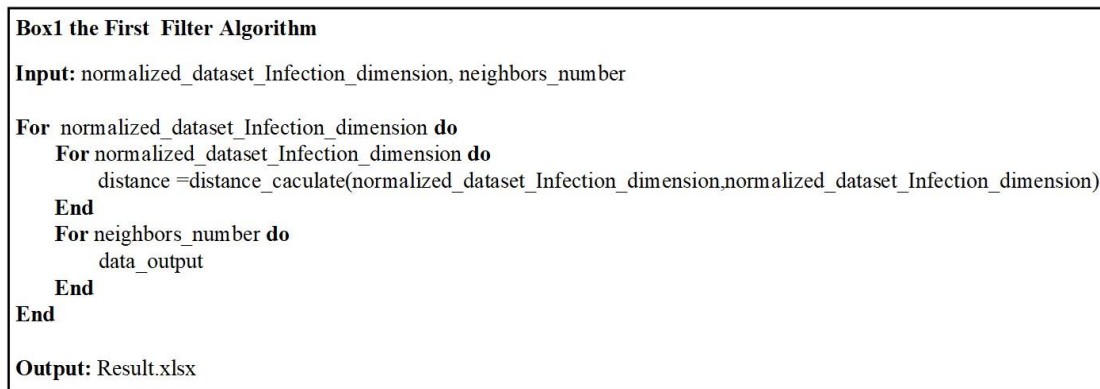 Box1 the First Filter Algorithm
Input: normalized_dataset_Infection_dimension, neighbors_number
For normalized_dataset_Infection_dimension do
For normalized_dataset_Infection_dimension do
distance =distance_caculate(normalized_dataset_Infection_dimension,normalized_dataset_Infection_dimension)
End
For neighbors_number do
data_output
End
End
Output: Result.xlsx